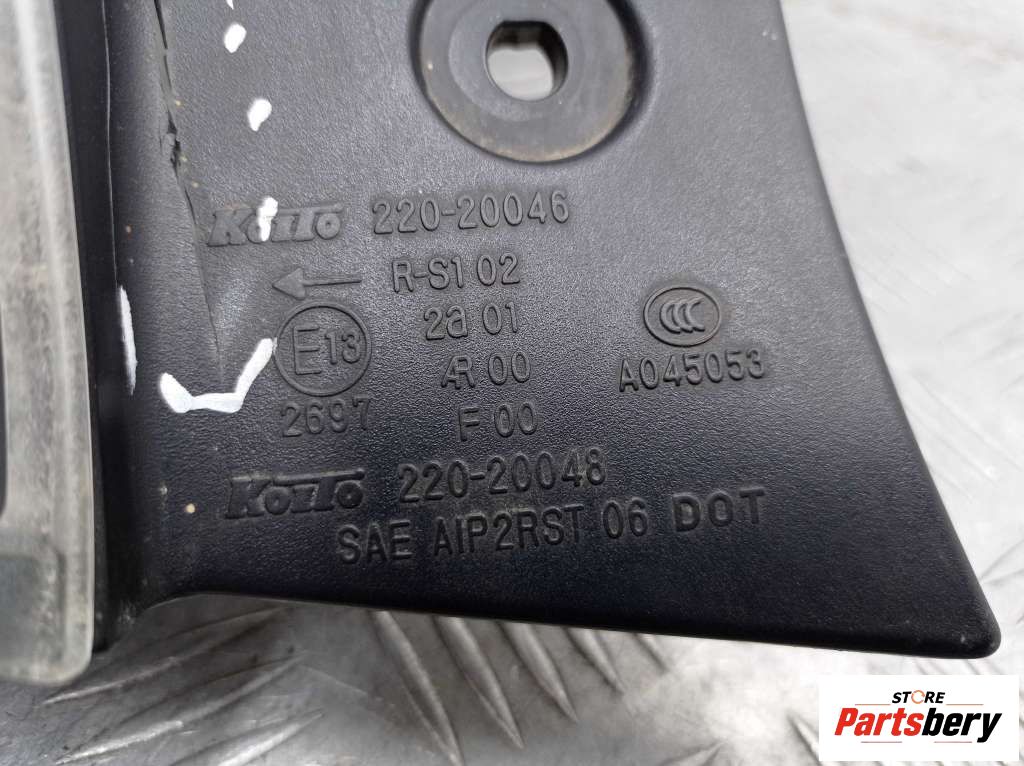 KOITO 220-20046
R-S1 02
2a 01
E13
AR 00
CCC
A045053
2697
F 00
KOITO 220-20048
SAE AIP2RST 06 DOT
STORE
Partsbery